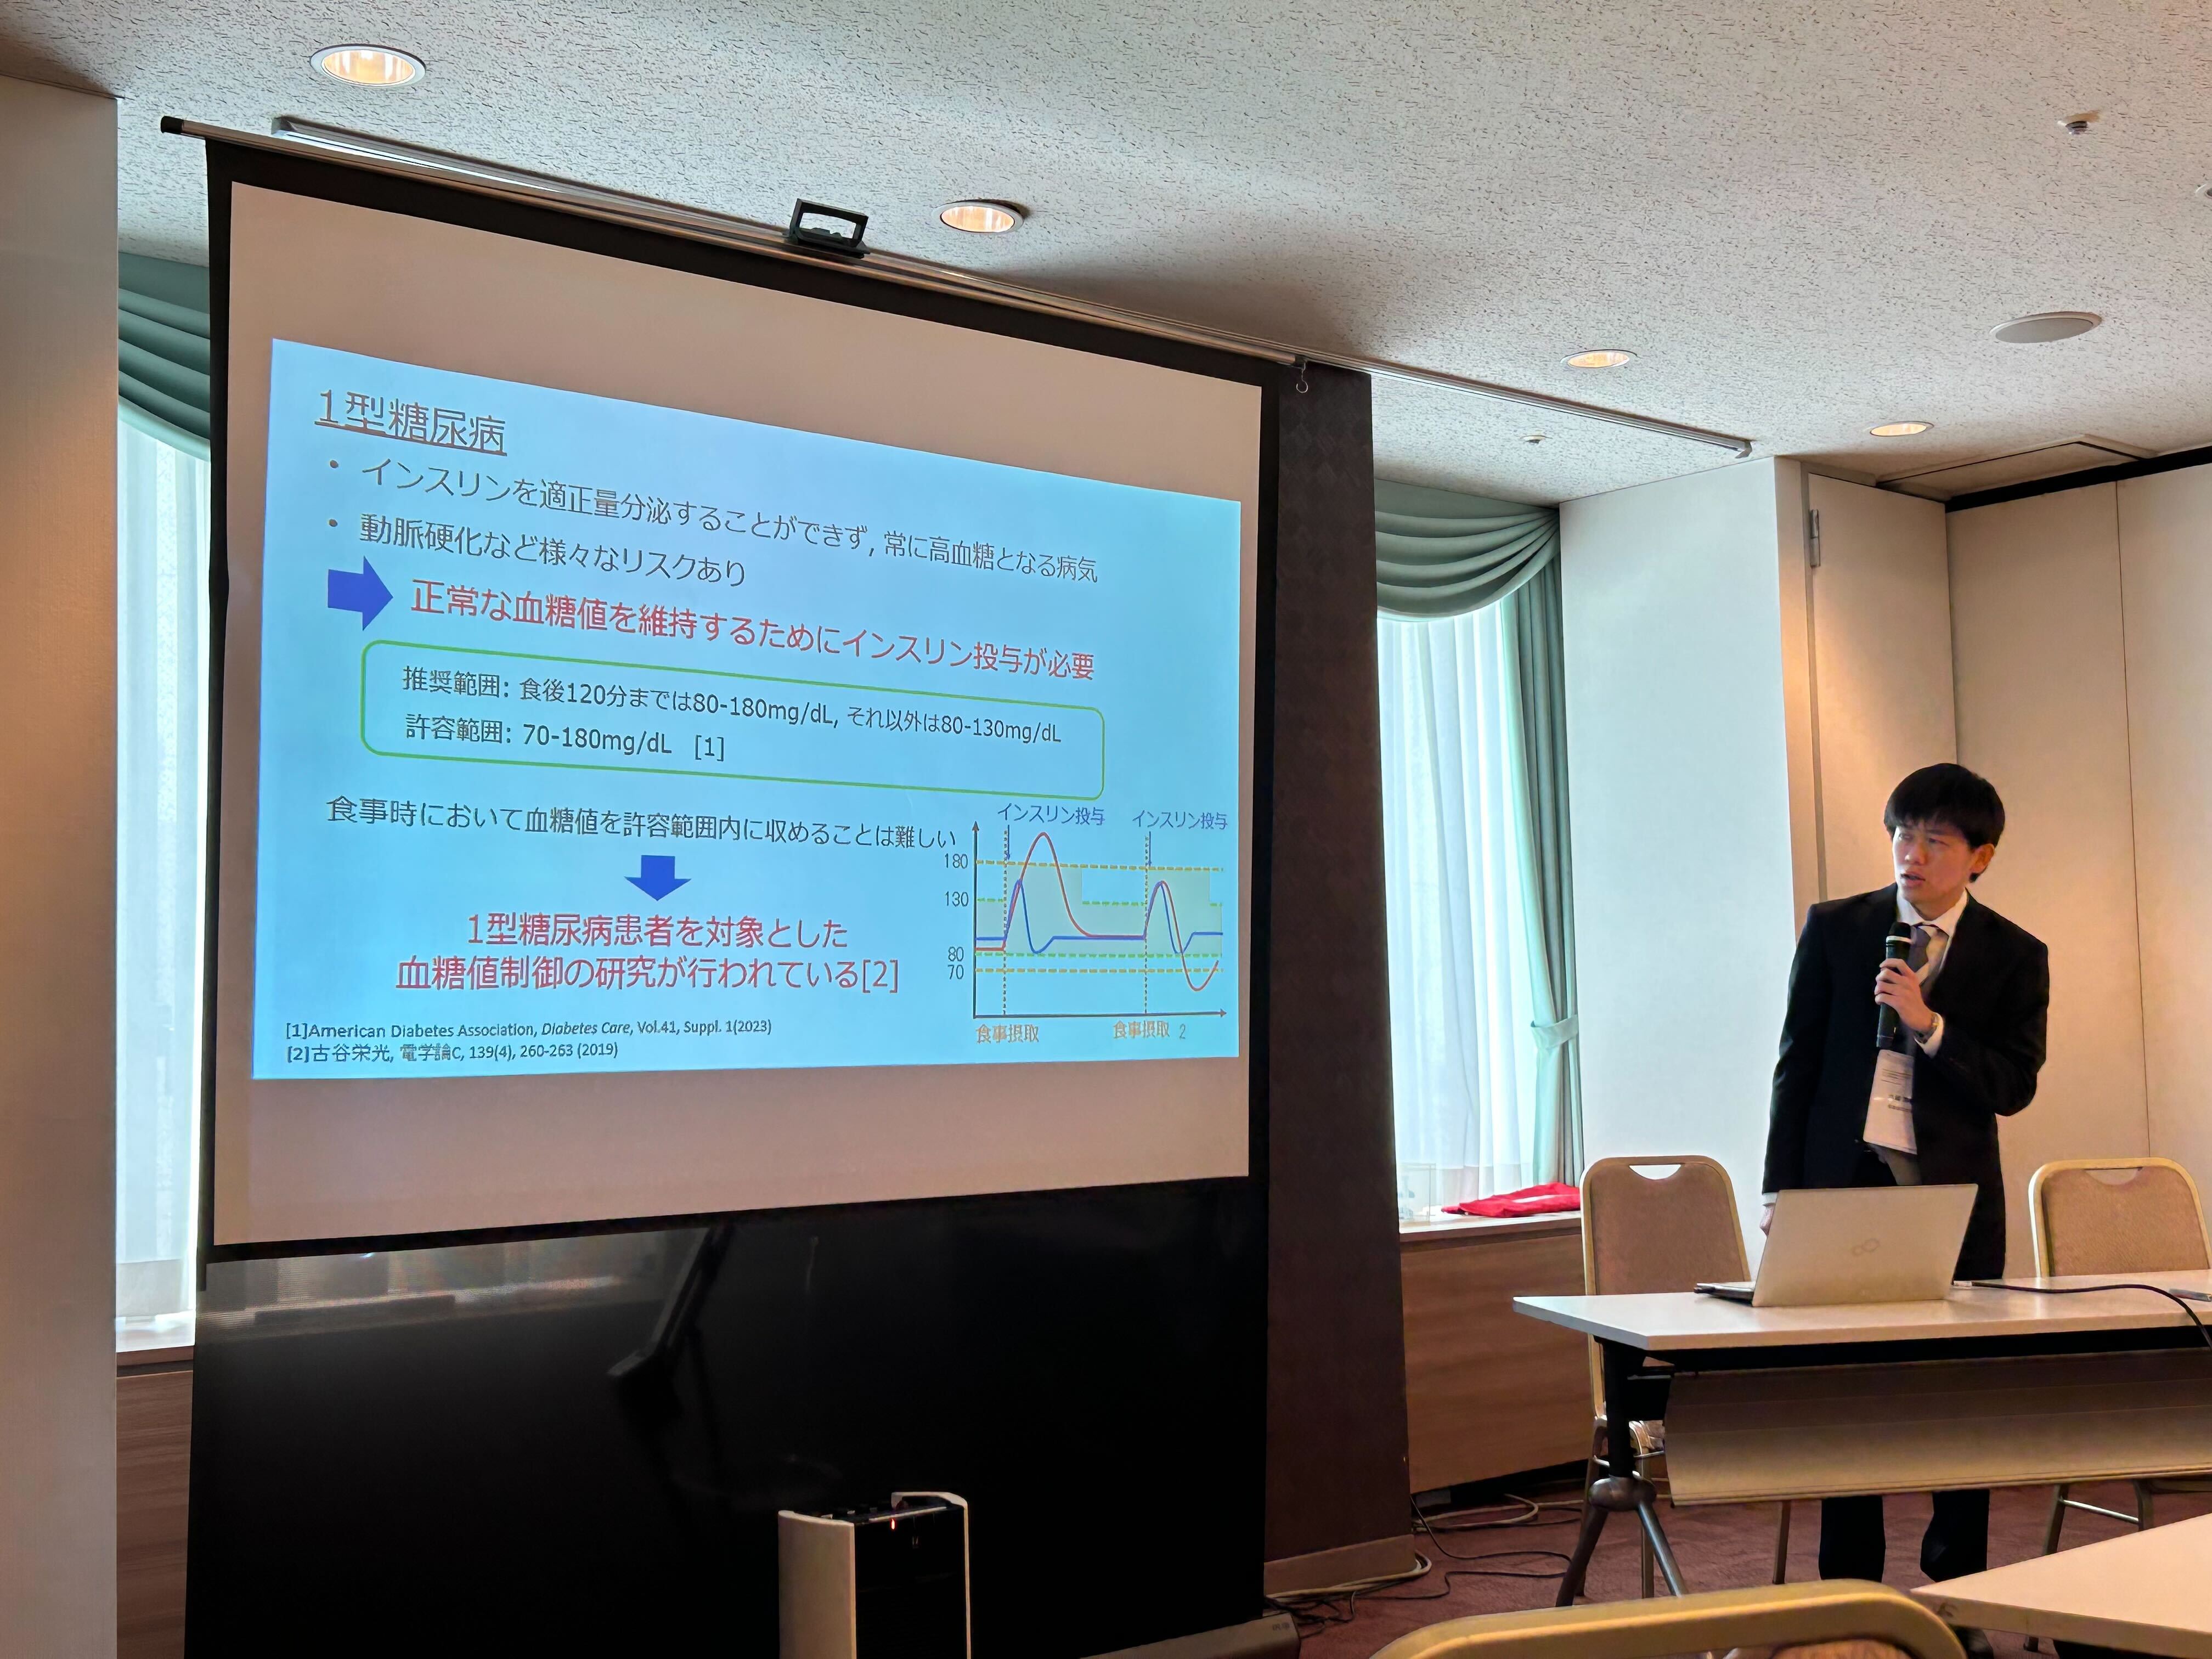 1型糖尿病
• インスリンを適正量分泌することができず, 常に高血糖となる病気
• 動脈硬化など様々なリスクあり
正常な血糖値を維持するためにインスリン投与が必要
推奨範囲: 食後120分までは80-180mg/dL, それ以外は80-130mg/dL
許容範囲: 70-180mg/dL [1]
食事時において血糖値を許容範囲内に収めることは難しい
1型糖尿病患者を対象とした
血糖値制御の研究が行われている[2]
インスリン投与 インスリン投与
180
130
80
70
食事摂取 食事摂取 2
[1]American Diabetes Association, Diabetes Care, Vol.41, Suppl. 1(2023)
[2]古谷栄光, 電学論C, 139(4), 260-263 (2019)